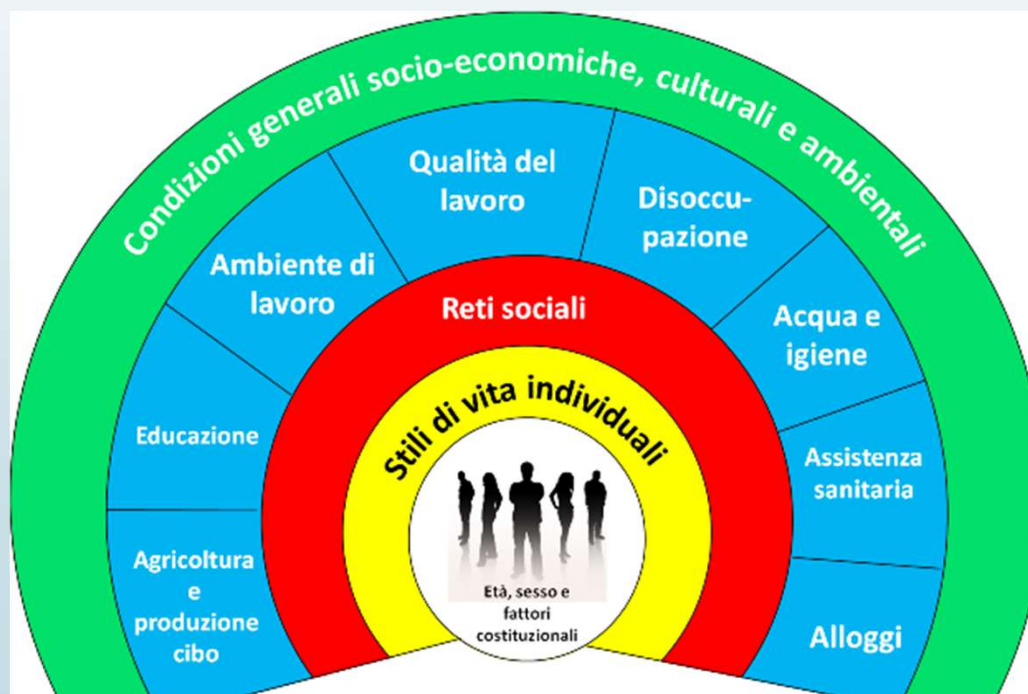 Condizioni generali socio-economiche, culturali e ambientali
Agricoltura
e
produzione
cibo
Educazione
Ambiente di
lavoro
Qualità del
lavoro
Disoccu-
pazione
Acqua e
igiene
Assistenza
sanitaria
Alloggi
Reti sociali
Stili di vita individuali
Età, sesso e
fattori
costituzionali